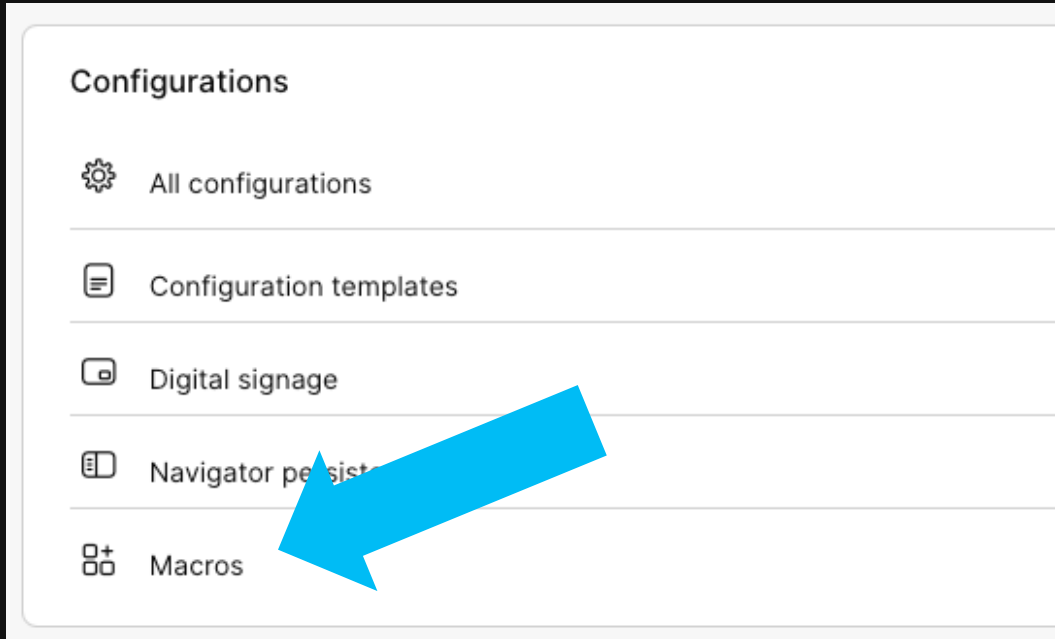 Configurations
All configurations
Configuration templates
Digital signage
Navigator
Macros